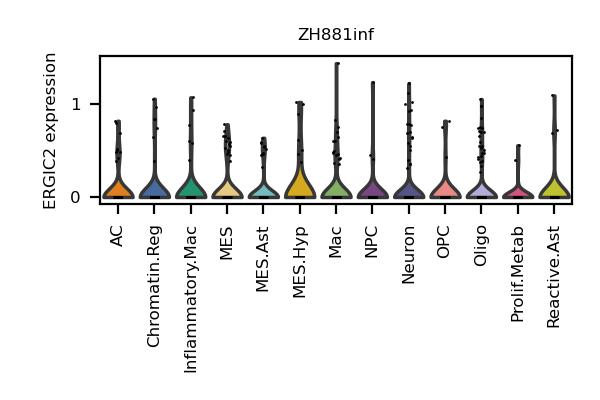 ZH881inf
ERGIC2 expression
1
0
AC
Chromatin.Reg
Inflammatory.Mac
MES
MES.Ast
MES.Hyp
Mac
NPC
Neuron
OPC
Oligo
Prolif.Metab
Reactive.Ast